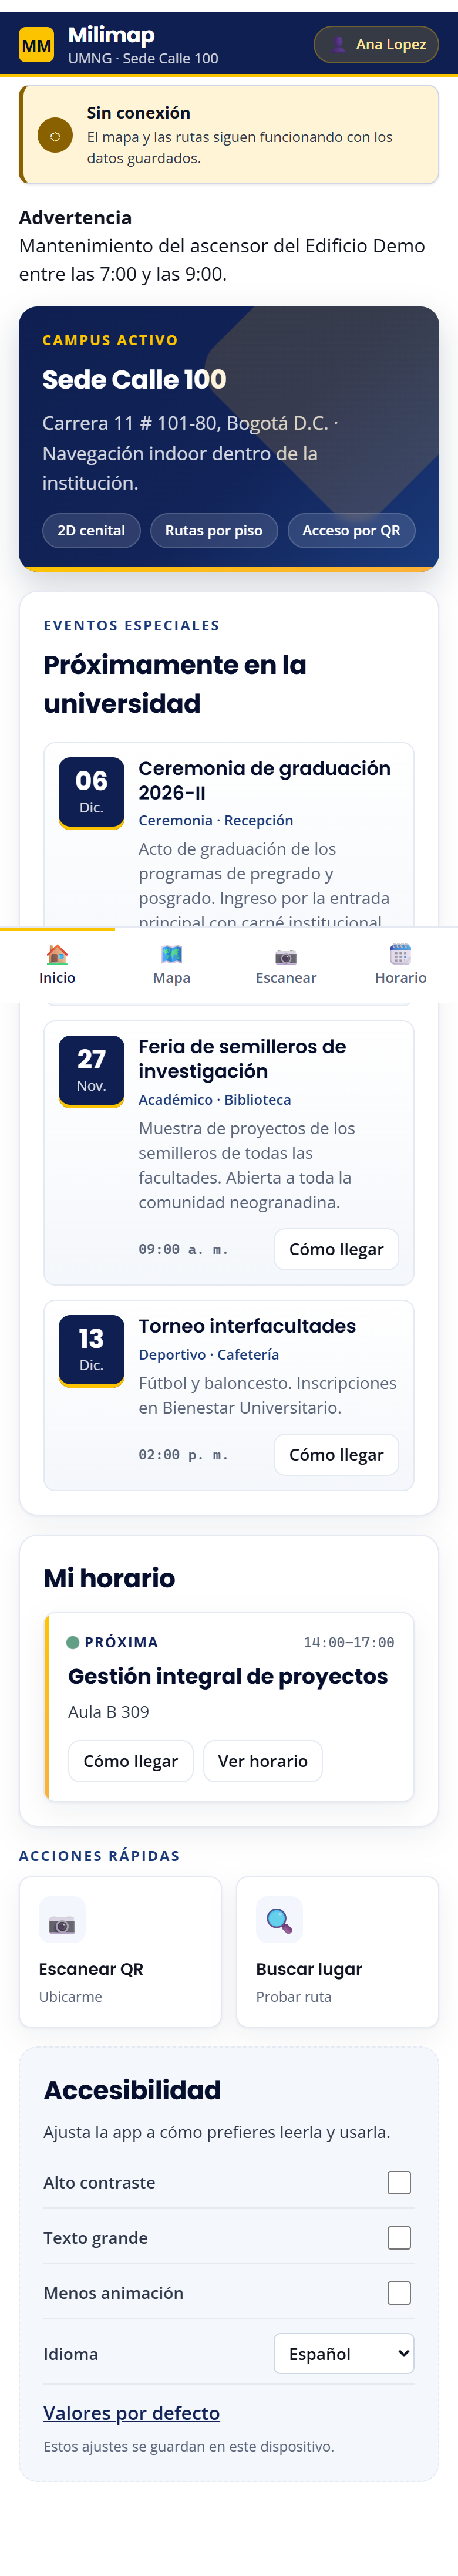 MM
Milimap
UMNG · Sede Calle 100
Ana Lopez
Sin conexión
El mapa y las rutas siguen funcionando con los
datos guardados.
Advertencia
Mantenimiento del ascensor del Edificio Demo
entre las 7:00 y las 9:00.
CAMPUS ACTIVO
Sede Calle 100
Carrera 11 # 101-80, Bogotá D.C. ·
Navegación indoor dentro de la
institución.
2D cenital
Rutas por piso
Acceso por QR
EVENTOS ESPECIALES
Próximamente en la
universidad
06
Dic.
Ceremonia de graduación
2026-II
Ceremonia · Recepción
Acto de graduación de los
programas de pregrado y
posgrado. Ingreso por la entrada
principal con carné institucional
Inicio
Mapa
Escanear
Horario
27
Nov.
Feria de semilleros de
investigación
Académico · Biblioteca
Muestra de proyectos de los
semilleros de todas las
facultades. Abierta a toda la
comunidad neogranadina.
09:00 a. m.
Cómo llegar
13
Dic.
Torneo interfacultades
Deportivo · Cafetería
Fútbol y baloncesto. Inscripciones
en Bienestar Universitario.
02:00 p. m.
Cómo llegar
Mi horario
PRÓXIMA
14:00–17:00
Gestión integral de proyectos
Aula B 309
Cómo llegar
Ver horario
ACCIONES RÁPIDAS
Escanear QR
Ubicarme
Buscar lugar
Probar ruta
Accesibilidad
Ajusta la app a cómo prefieres leerla y usarla.
Alto contraste
Texto grande
Menos animación
Idioma
Español
Valores por defecto
Estos ajustes se guardan en este dispositivo.